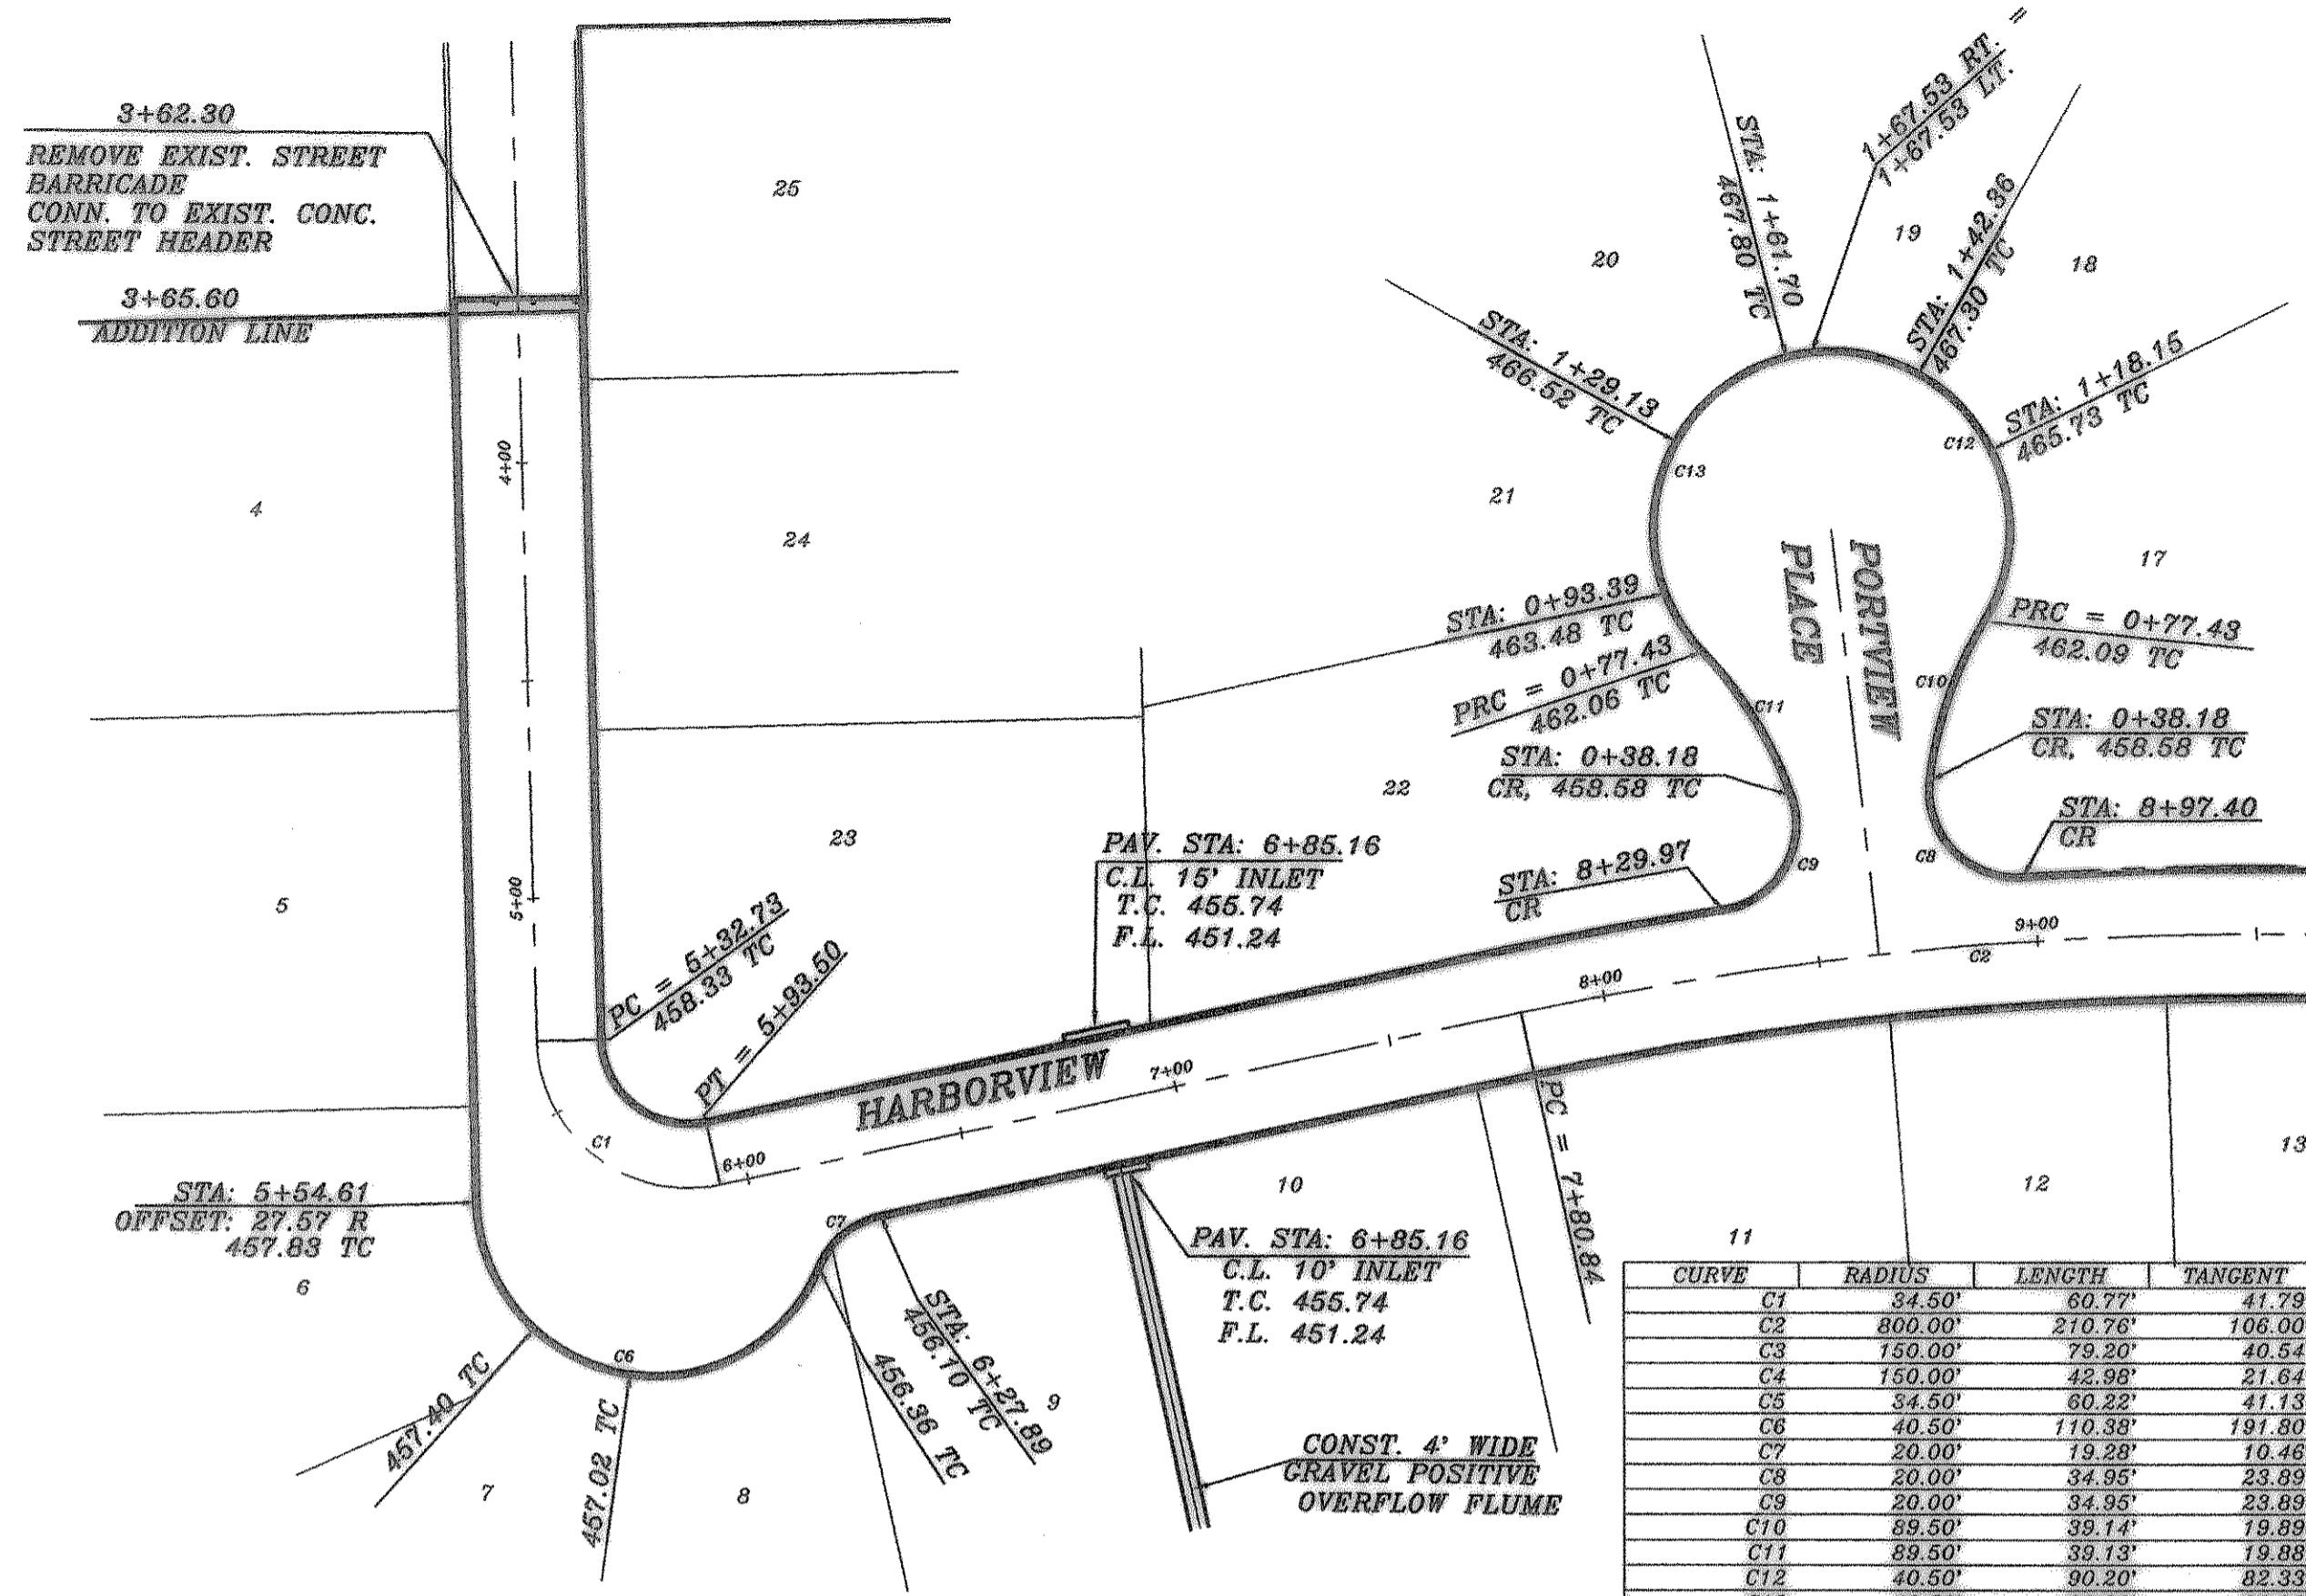 3+62.30
REMOVE EXIST. STREET
BARRICADE
CONN. TO EXIST. CONC.
STREET HEADER
3+65.60
ADDITION LINE
25
4+00
4
24
5
5+00
23
PC = 5+32.73
458.33 TC
PT = 5+93.50
C1
6+00
HARBORVIEW
7+00
8+00
9+00
C2
STA: 5+54.61
OFFSET: 27.57 R
457.83 TC
6
457.40 TC
7
C6
457.02 TC
8
C7
STA: 6+27.89
456.10 TC
456.36 TC
9
PAV. STA: 6+85.16
C.L. 15' INLET
T.C. 455.74
F.L. 451.24
10
PAV. STA: 6+85.16
C.L. 10' INLET
T.C. 455.74
F.L. 451.24
CONST. 4' WIDE
GRAVEL POSITIVE
OVERFLOW FLUME
PC = 7+80.84
11
12
13
20
STA: 1+61.70
467.80 TC
1+67.53 RT. =
1+67.53 LT.
19
STA: 1+42.36
467.30 TC
18
STA: 1+29.13
466.52 TC
STA: 1+18.15
465.73 TC
C12
C13
21
17
PORTVIEW
PLACE
STA: 0+93.39
463.48 TC
PRC = 0+77.43
462.06 TC
PRC = 0+77.43
462.09 TC
C10
C11
STA: 0+38.18
CR, 458.58 TC
STA: 0+38.18
CR, 458.58 TC
22
STA: 8+97.40
CR
C8
C9
STA: 8+29.97
CR
CURVE RADIUS LENGTH TANGENT
C1 34.50' 60.77' 41.79
C2 800.00' 210.76' 106.00
C3 150.00' 79.20' 40.54
C4 150.00' 42.98' 21.64
C5 34.50' 60.22' 41.13
C6 40.50' 110.38' 191.80
C7 20.00' 19.28' 10.46
C8 20.00' 34.95' 23.89
C9 20.00' 34.95' 23.89
C10 89.50' 39.14' 19.89
C11 89.50' 39.13' 19.88
C12 40.50' 90.20' 82.33